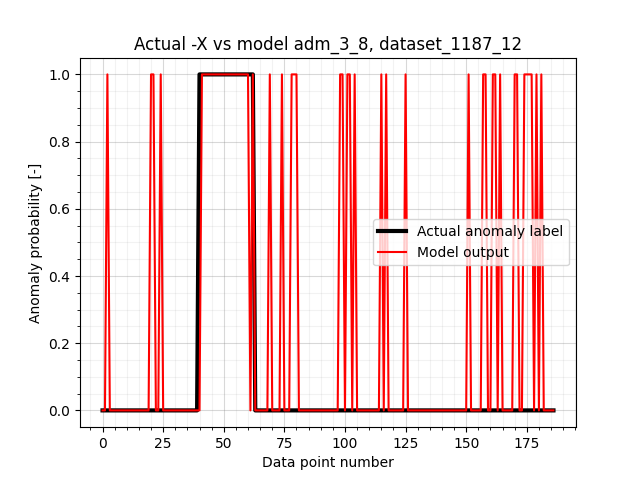 Actual -X vs model adm_3_8, dataset_1187_12
1.0
0.8
0.6
0.4
0.2
0.0
Anomaly probability [-]
Actual anomaly label
Model output
0 25 50 75 100 125 150 175
Data point number